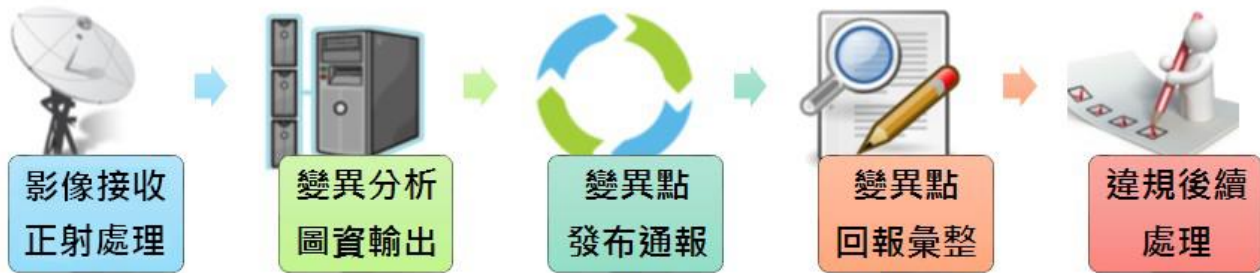 影像接收
正射處理
變異分析
圖資輸出
變異點
發布通報
變異點
回報彙整
違規後續
處理